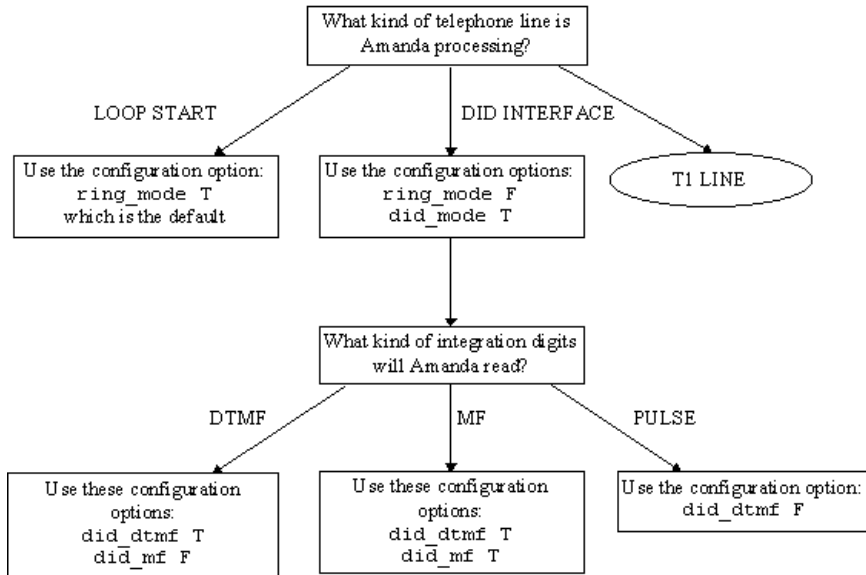 What kind of telephone line is
Amanda processing?
LOOP START
DID INTERFACE
Use the configuration option:
ring_mode T
which is the default
Use the configuration options:
ring_mode F
did_mode T
T1 LINE
What kind of integration digits
will Amanda read?
DTMF
MF
PULSE
Use these configuration
options:
did_dtmf T
did_mf F
Use these configuration
options:
did_dtmf T
did_mf T
Use the configuration option:
did_dtmf F